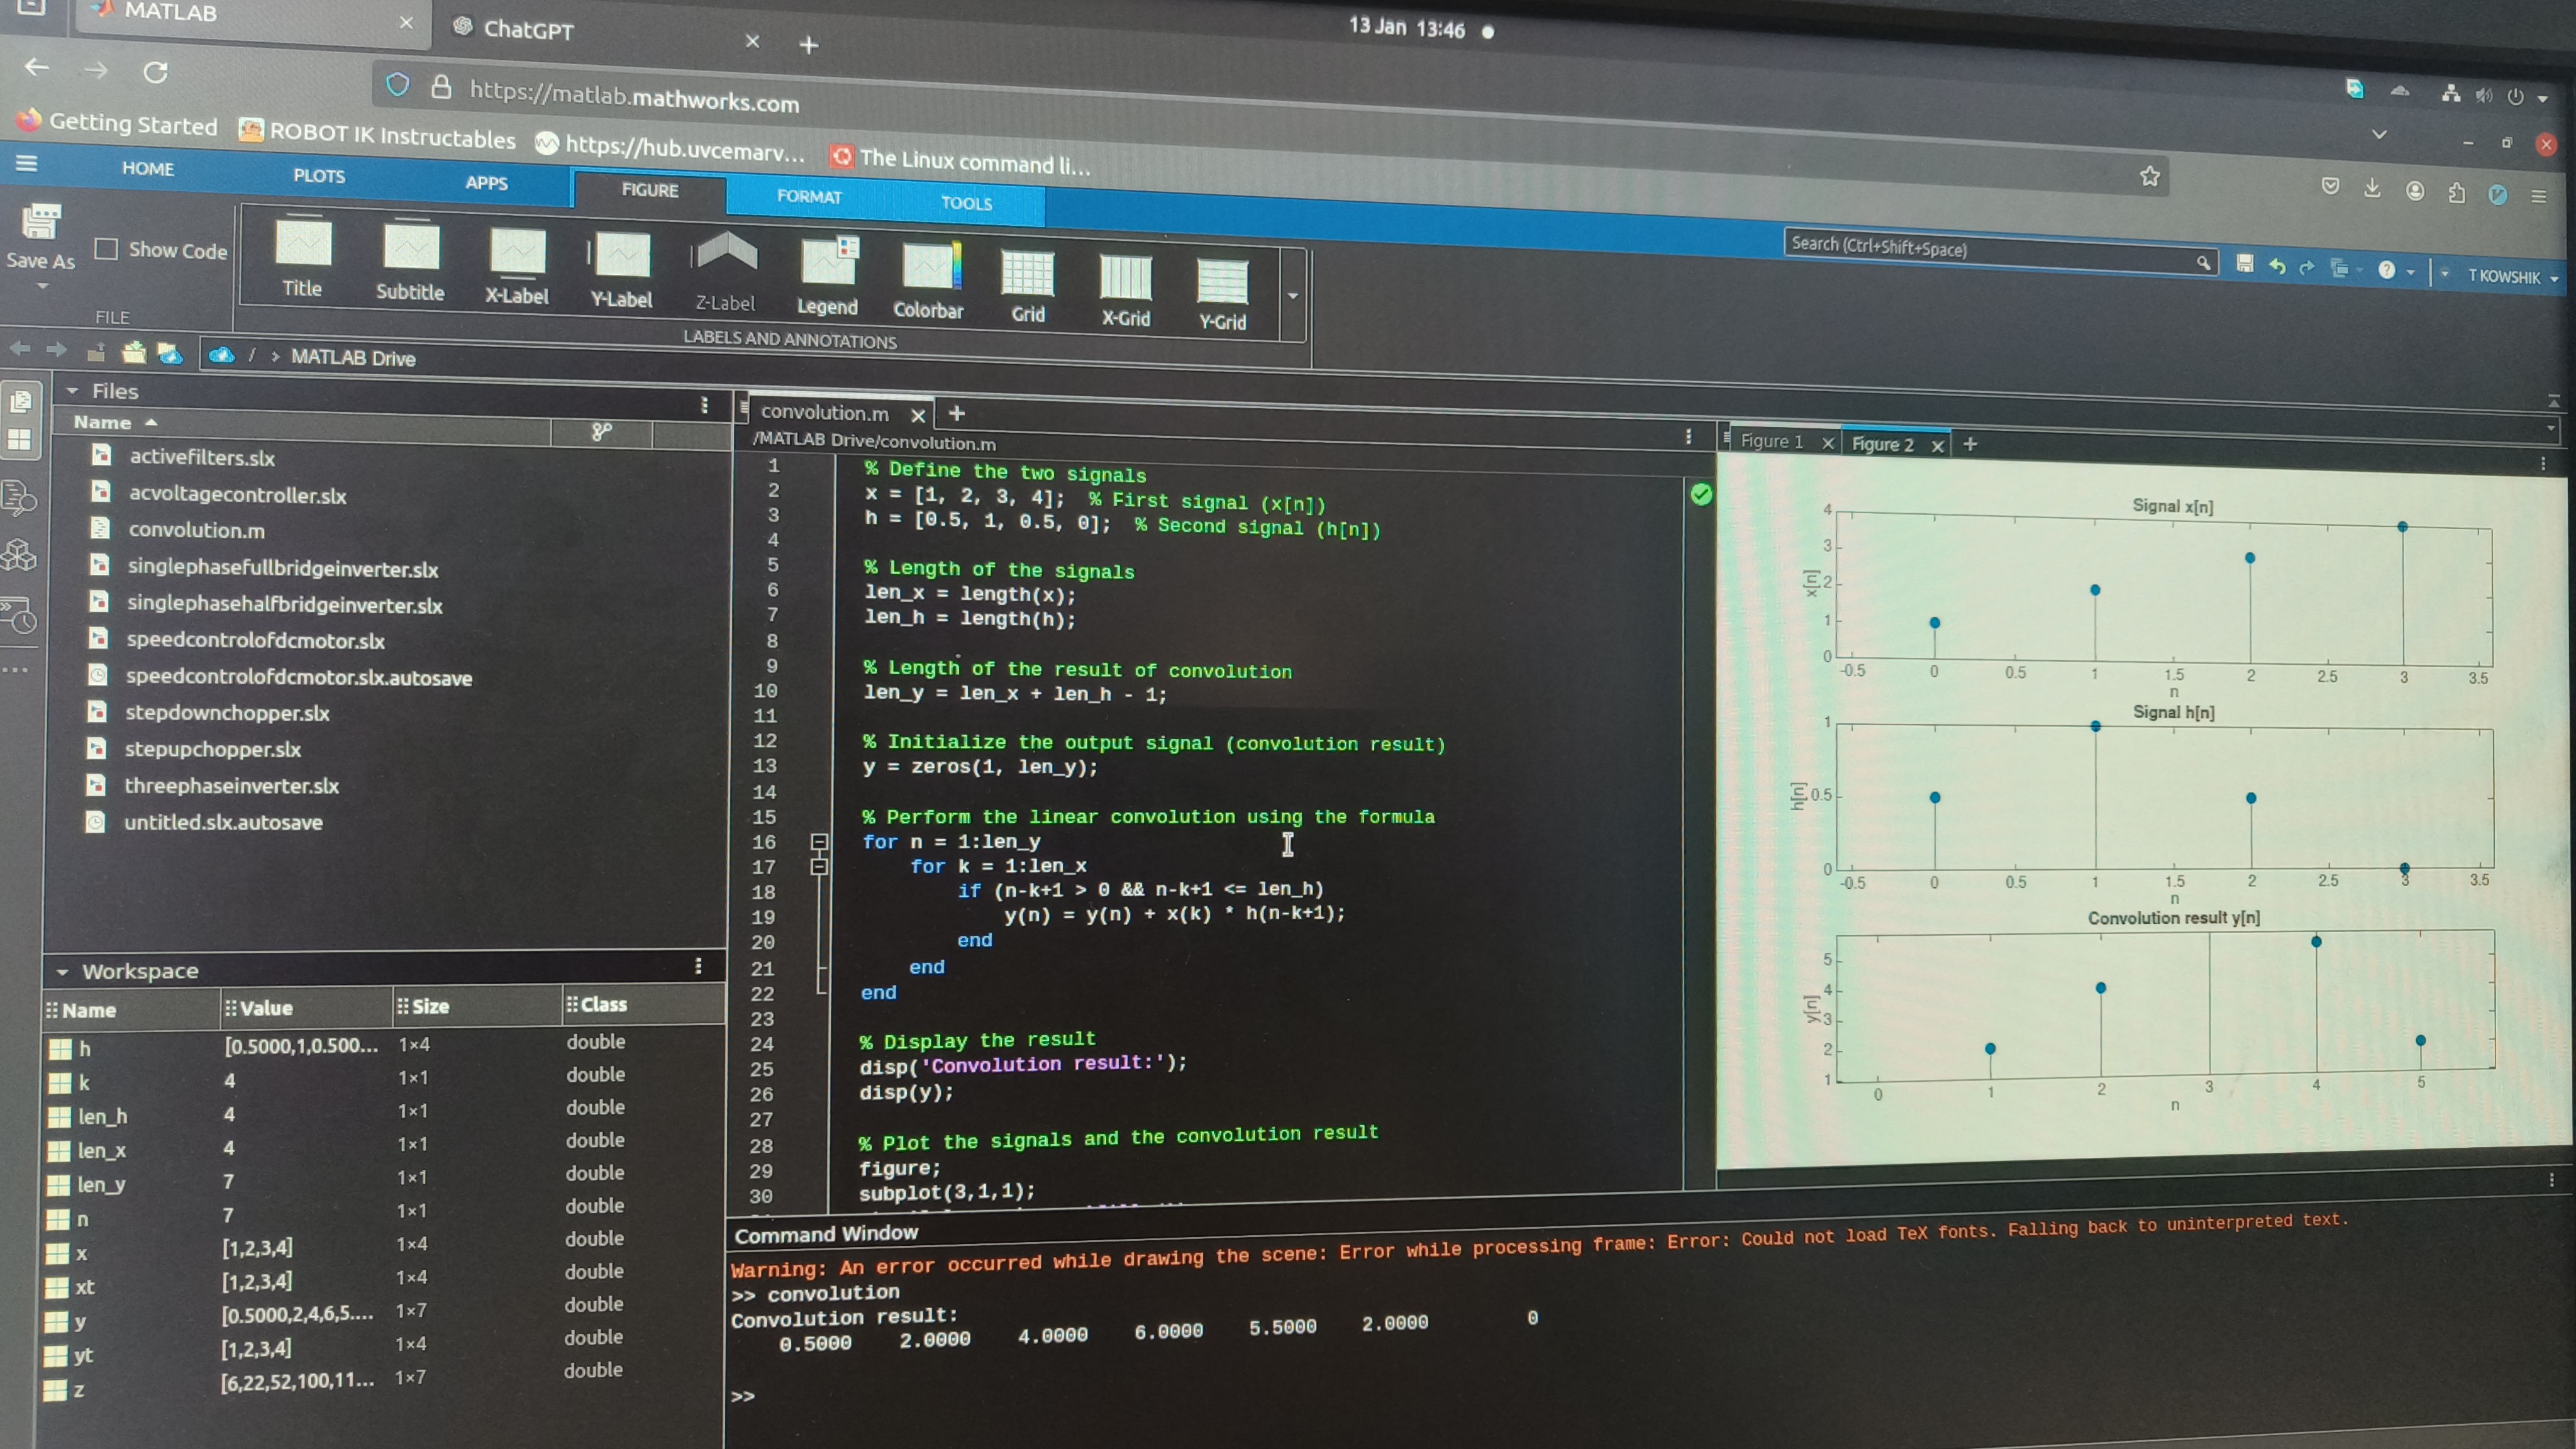 MATLAB
ChatGPT
13 Jan 13:46
https://matlab.mathworks.com
Getting Started ROBOT IK Instructables https://hub.uvcemarv... The Linux command li...
HOME PLOTS APPS FIGURE FORMAT TOOLS
Search (Ctrl+Shift+Space)
T KOWSHIK
Save As
Show Code
Title Subtitle X-Label Y-Label Z-Label Legend Colorbar Grid X-Grid Y-Grid
FILE
LABELS AND ANNOTATIONS
/ > MATLAB Drive
Files
Name
activefilters.slx
acvoltagecontroller.slx
convolution.m
singlephasefullbridgeinverter.slx
singlephasehalfbridgeinverter.slx
speedcontrolofdcmotor.slx
speedcontrolofdcmotor.slx.autosave
stepdownchopper.slx
stepupchopper.slx
threephaseinverter.slx
untitled.slx.autosave
Workspace
Name Value Size Class
h [0.5000,1,0.500... 1×4 double
k 4 1×1 double
len_h 4 1×1 double
len_x 4 1×1 double
len_y 7 1×1 double
n 7 1×1 double
x [1,2,3,4] 1×4 double
xt [1,2,3,4] 1×4 double
y [0.5000,2,4,6,5.... 1×7 double
yt [1,2,3,4] 1×4 double
z [6,22,52,100,11... 1×7 double
convolution.m
/MATLAB Drive/convolution.m
1 % Define the two signals
2 x = [1, 2, 3, 4]; % First signal (x[n])
3 h = [0.5, 1, 0.5, 0]; % Second signal (h[n])
4
5 % Length of the signals
6 len_x = length(x);
7 len_h = length(h);
8
9 % Length of the result of convolution
10 len_y = len_x + len_h - 1;
11
12 % Initialize the output signal (convolution result)
13 y = zeros(1, len_y);
14
15 % Perform the linear convolution using the formula
16 for n = 1:len_y
17 for k = 1:len_x
18 if (n-k+1 > 0 && n-k+1 <= len_h)
19 y(n) = y(n) + x(k) * h(n-k+1);
20 end
21 end
22 end
23
24 % Display the result
25 disp('Convolution result:');
26 disp(y);
27
28 % Plot the signals and the convolution result
29 figure;
30 subplot(3,1,1);
Figure 1 Figure 2
Signal x[n]
x[n]
4
3
2
1
0
-0.5 0 0.5 1 1.5 2 2.5 3 3.5
n
Signal h[n]
h[n]
1
0.5
0
-0.5 0 0.5 1 1.5 2 2.5 3 3.5
n
Convolution result y[n]
y[n]
5
4
3
2
1
0 1 2 3 4 5
n
Command Window
Warning: An error occurred while drawing the scene: Error while processing frame: Error: Could not load TeX fonts. Falling back to uninterpreted text.
>> convolution
Convolution result:
0.5000 2.0000 4.0000 6.0000 5.5000 2.0000 0
>>